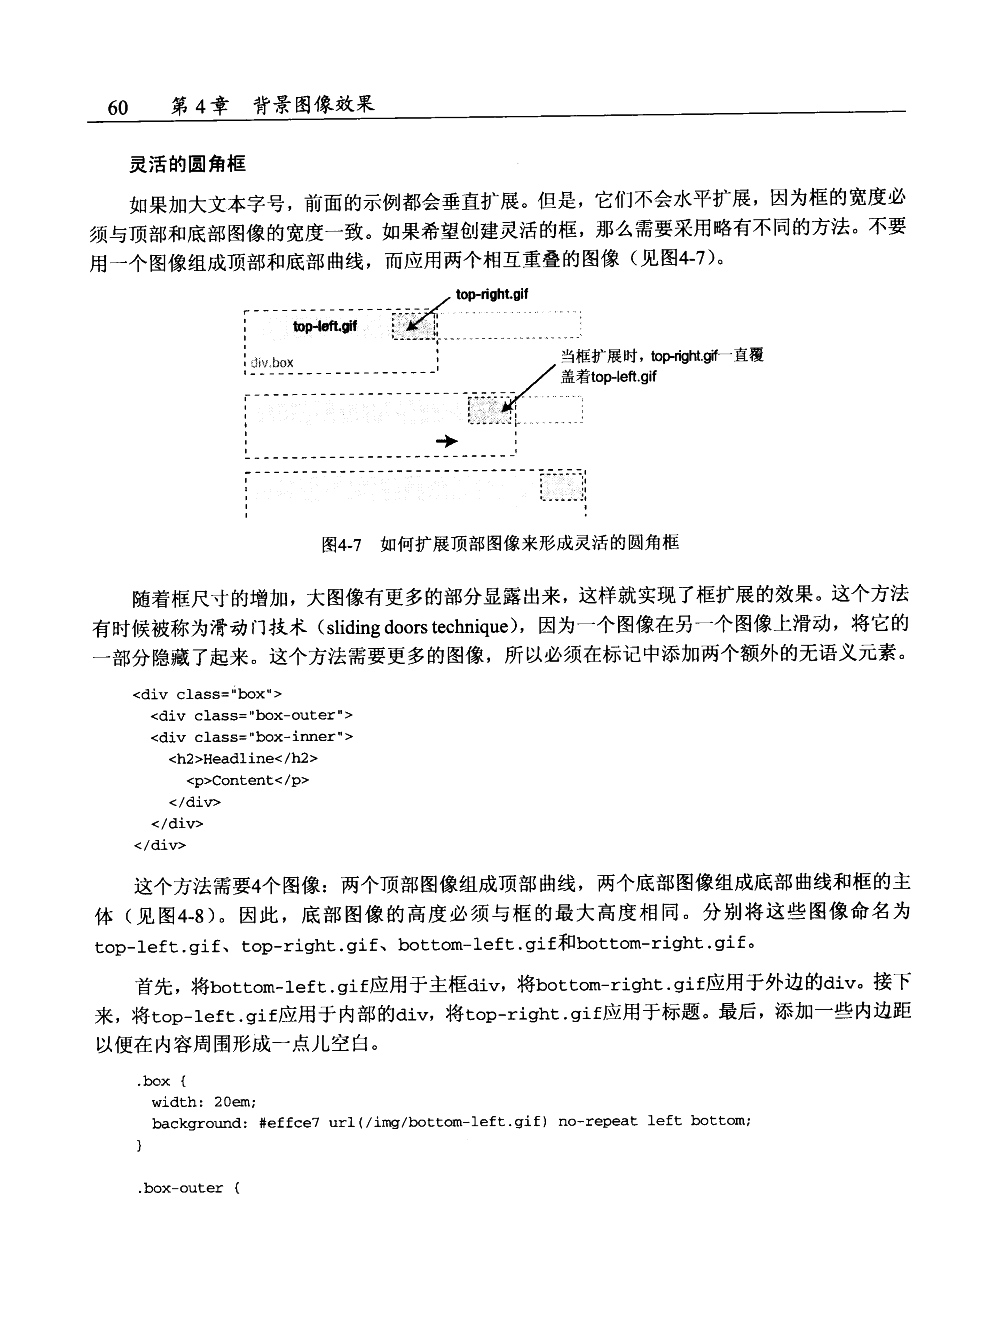 60 第4章 背景图像效果
灵活的圆角框
如果加大文本字号，前面的示例都会垂直扩展。但是，它们不会水平扩展，因为框的宽度必
须与顶部和底部图像的宽度一致。如果希望创建灵活的框，那么需要采用略有不同的方法。不要
用一个图像组成顶部和底部曲线，而应用两个相互重叠的图像（见图4-7）。
top-right.gif
top-left.gif
div.box
当框扩展时，top-right.gif一直覆
盖着top-left.gif
图4-7 如何扩展顶部图像来形成灵活的圆角框
随着框尺寸的增加，大图像有更多的部分显露出来，这样就实现了框扩展的效果。这个方法
有时候被称为滑动门技术（sliding doors technique），因为一个图像在另一个图像上滑动，将它的
一部分隐藏了起来。这个方法需要更多的图像，所以必须在标记中添加两个额外的无语义元素。
<div class="box">
<div class="box-outer">
<div class="box-inner">
<h2>Headline</h2>
<p>Content</p>
</div>
</div>
</div>
这个方法需要4个图像：两个顶部图像组成顶部曲线，两个底部图像组成底部曲线和框的主
体（见图4-8）。因此，底部图像的高度必须与框的最大高度相同。分别将这些图像命名为
top-left.gif、top-right.gif、bottom-left.gif和bottom-right.gif。
首先，将bottom-left.gif应用于主框div，将bottom-right.gif应用于外边的div。接下
来，将top-left.gif应用于内部的div，将top-right.gif应用于标题。最后，添加一些内边距
以便在内容周围形成一点儿空白。
.box {
width: 20em;
background: #effce7 url(/img/bottom-left.gif) no-repeat left bottom;
}
.box-outer {